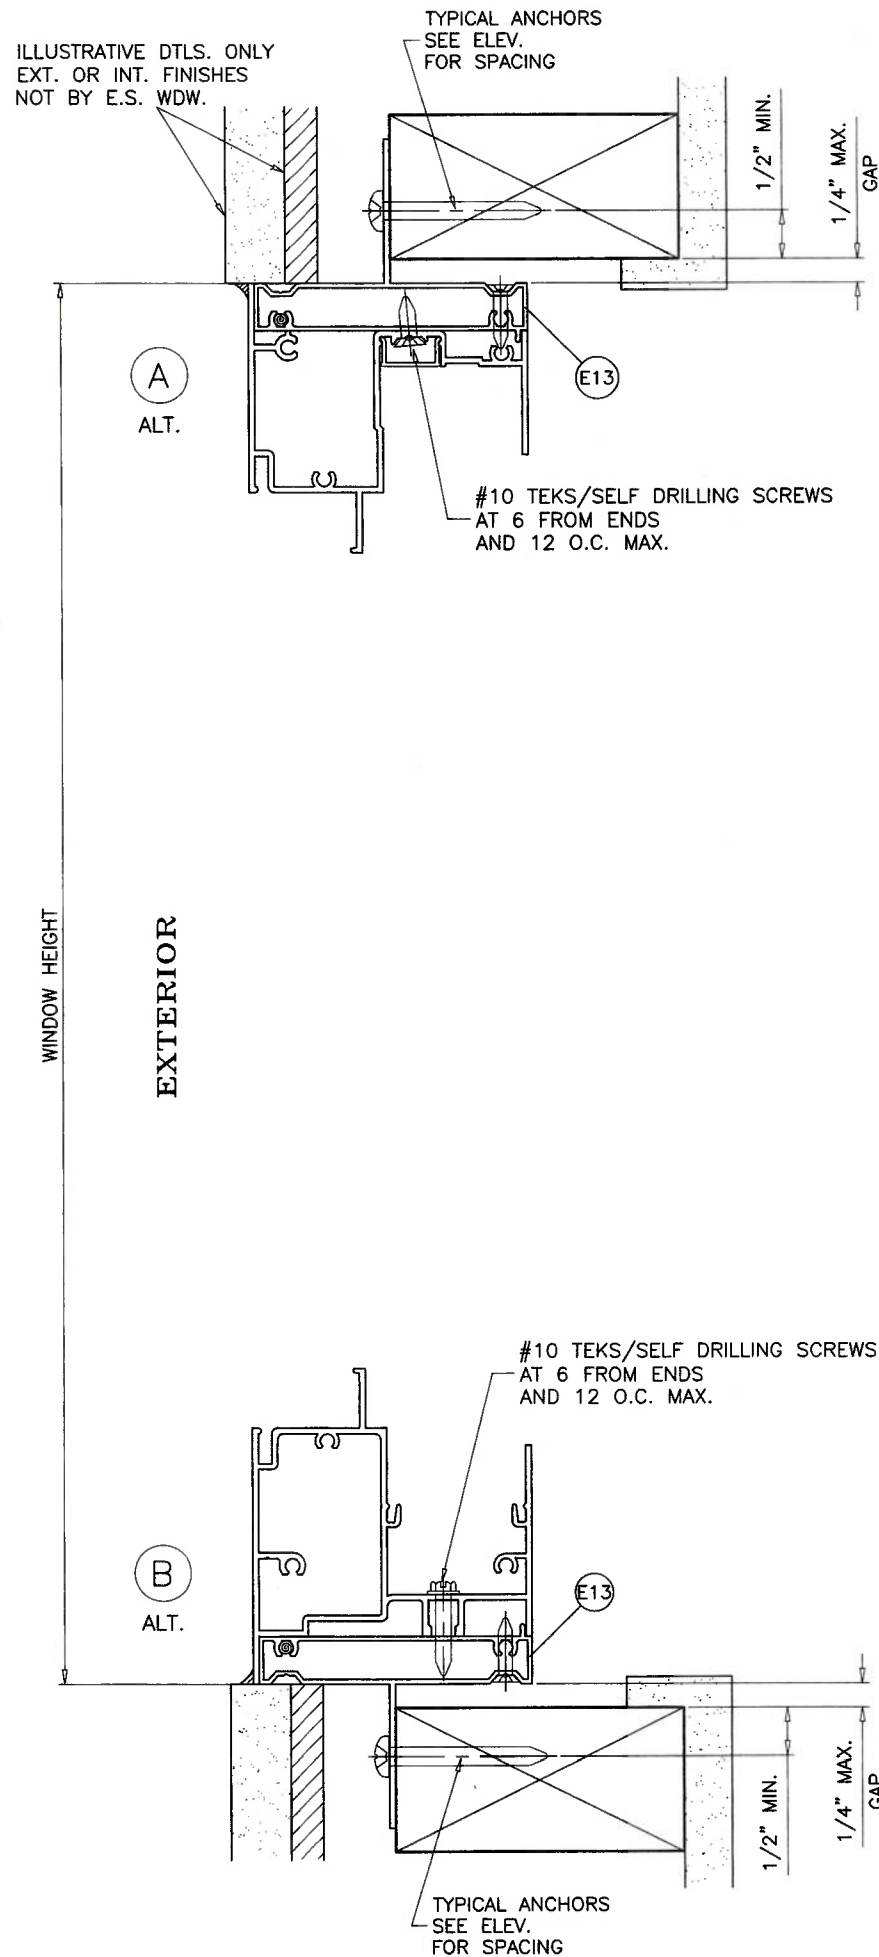 TYPICAL ANCHORS
SEE ELEV.
FOR SPACING
ILLUSTRATIVE DTLS. ONLY
EXT. OR INT. FINISHES
NOT BY E.S. WDW.
1/2" MIN.
1/4" MAX.
GAP
A
ALT.
E13
#10 TEKS/SELF DRILLING SCREWS
AT 6 FROM ENDS
AND 12 O.C. MAX.
WINDOW HEIGHT
EXTERIOR
#10 TEKS/SELF DRILLING SCREWS
AT 6 FROM ENDS
AND 12 O.C. MAX.
B
ALT.
E13
1/2" MIN.
1/4" MAX.
GAP
TYPICAL ANCHORS
SEE ELEV.
FOR SPACING